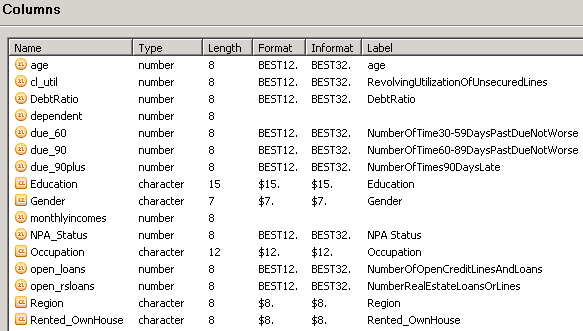 Columns
Name Type Length Format Informat Label
age number 8 BEST12. BEST32. age
cl_util number 8 BEST12. BEST32. RevolvingUtilizationOfUnsecuredLines
DebtRatio number 8 BEST12. BEST32. DebtRatio
dependent number 8
due_60 number 8 BEST12. BEST32. NumberOfTime30-59DaysPastDueNotWorse
due_90 number 8 BEST12. BEST32. NumberOfTime60-89DaysPastDueNotWorse
due_90plus number 8 BEST12. BEST32. NumberOfTimes90DaysLate
Education character 15 $15. $15. Education
Gender character 7 $7. $7. Gender
monthlyincomes number 8
NPA_Status number 8 BEST12. BEST32. NPA Status
Occupation character 12 $12. $12. Occupation
open_loans number 8 BEST12. BEST32. NumberOfOpenCreditLinesAndLoans
open_rsloans number 8 BEST12. BEST32. NumberRealEstateLoansOrLines
Region character 8 $8. $8. Region
Rented_OwnHouse character 8 $8. $8. Rented_OwnHouse